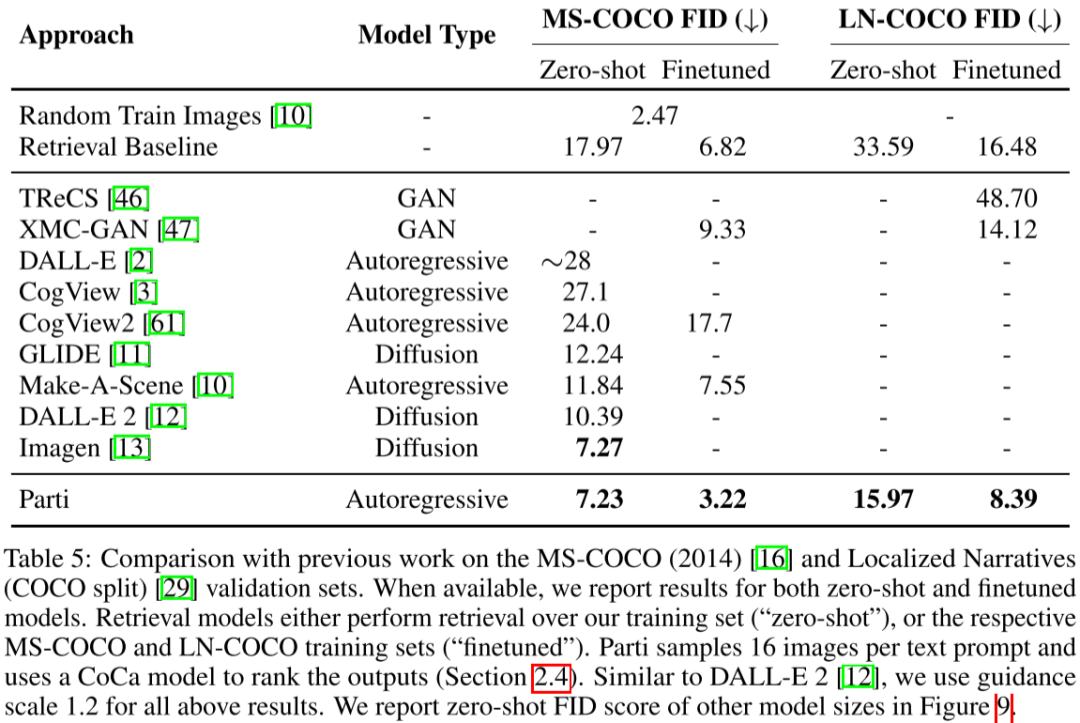 Approach Model Type MS-COCO FID (↓) LN-COCO FID (↓)
Zero-shot Finetuned Zero-shot Finetuned
Random Train Images [10] - 2.47 -
Retrieval Baseline - 17.97 6.82 33.59 16.48
TReCS [46] GAN - - - 48.70
XMC-GAN [47] GAN - 9.33 - 14.12
DALL-E [2] Autoregressive ~28 - - -
CogView [3] Autoregressive 27.1 - - -
CogView2 [61] Autoregressive 24.0 17.7 - -
GLIDE [11] Diffusion 12.24 - - -
Make-A-Scene [10] Autoregressive 11.84 7.55 - -
DALL-E 2 [12] Diffusion 10.39 - - -
Imagen [13] Diffusion 7.27 - - -
Parti Autoregressive 7.23 3.22 15.97 8.39
Table 5: Comparison with previous work on the MS-COCO (2014) [16] and Localized Narratives
(COCO split) [29] validation sets. When available, we report results for both zero-shot and finetuned
models. Retrieval models either perform retrieval over our training set (“zero-shot”), or the respective
MS-COCO and LN-COCO training sets (“finetuned”). Parti samples 16 images per text prompt and
uses a CoCa model to rank the outputs (Section 2.4). Similar to DALL-E 2 [12], we use guidance
scale 1.2 for all above results. We report zero-shot FID score of other model sizes in Figure 9.